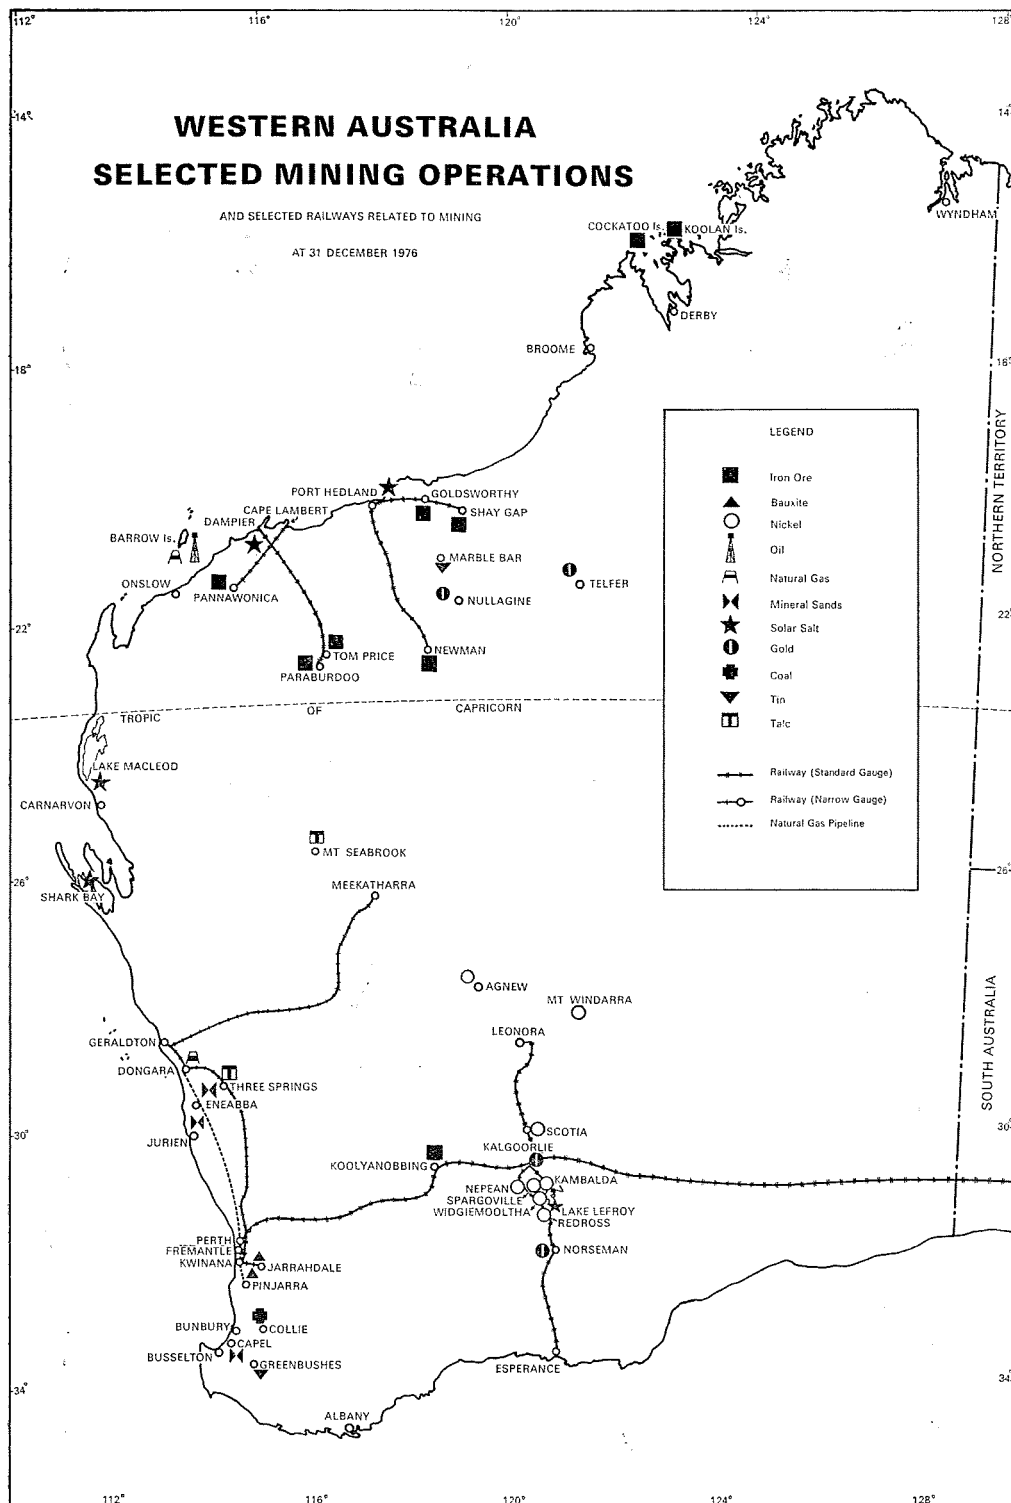 112°
116°
120°
124°
128°
14°
14°
WESTERN AUSTRALIA
SELECTED MINING OPERATIONS
AND SELECTED RAILWAYS RELATED TO MINING
AT 31 DECEMBER 1976
WYNDHAM
COCKATOO Is.
KOOLAN Is.
DERBY
BROOME
18°
18°
LEGEND
Iron Ore
Bauxite
Nickel
Oil
Natural Gas
Mineral Sands
Solar Salt
Gold
Coal
Tin
Talc
Railway (Standard Gauge)
Railway (Narrow Gauge)
Natural Gas Pipeline
NORTHERN TERRITORY
PORT HEDLAND
GOLDSWORTHY
CAPE LAMBERT
SHAY GAP
DAMPIER
BARROW Is.
MARBLE BAR
ONSLOW
PANNAWONICA
TELFER
NULLAGINE
22°
22°
TOM PRICE
NEWMAN
PARABURDOO
TROPIC OF CAPRICORN
LAKE MACLEOD
CARNARVON
MT SEABROOK
26°
26°
MEEKATHARRA
SHARK BAY
AGNEW
MT WINDARRA
SOUTH AUSTRALIA
GERALDTON
LEONORA
DONGARA
THREE SPRINGS
ENEABBA
30°
30°
JURIEN
SCOTIA
KALGOORLIE
KOOLYANOBBING
KAMBALDA
NEPEAN
SPARGOVILLE
WIDGIEMOOLTHA
LAKE LEFROY
REDROSS
PERTH
FREMANTLE
KWINANA
JARRAHDALE
NORSEMAN
PINJARRA
BUNBURY
COLLIE
CAPEL
BUSSELTON
GREENBUSHES
ESPERANCE
34°
34°
ALBANY
112°
116°
120°
124°
128°